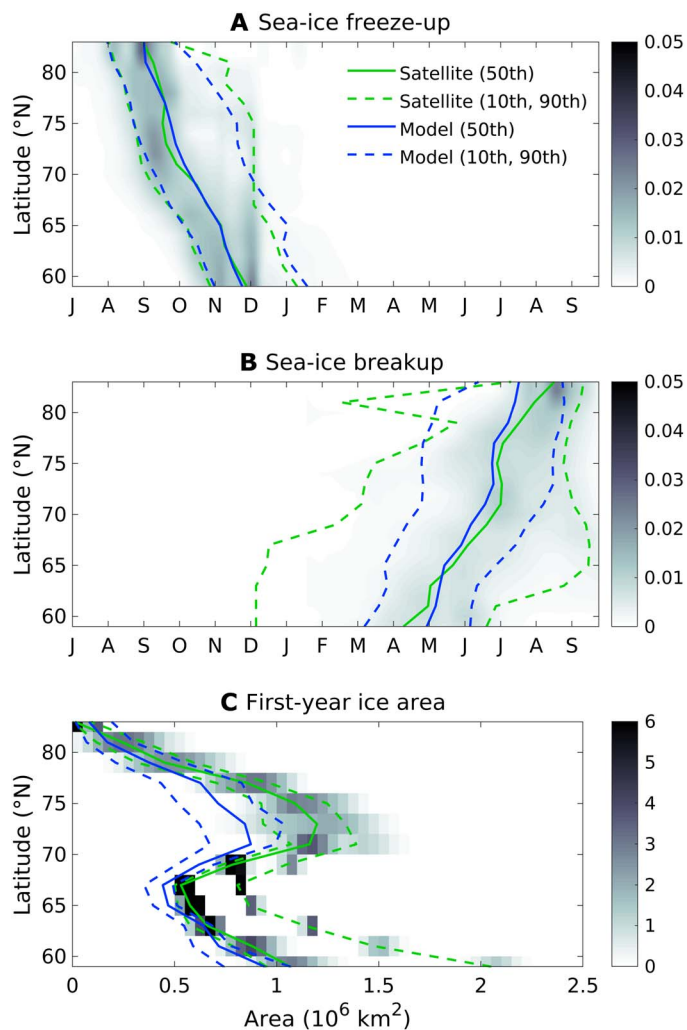 A Sea-ice freeze-up
Latitude (°N)
80
75
70
65
60
J A S O N D J F M A M J J A S
Satellite (50th)
Satellite (10th, 90th)
Model (50th)
Model (10th, 90th)
0.05
0.04
0.03
0.02
0.01
0
B Sea-ice breakup
Latitude (°N)
80
75
70
65
60
J A S O N D J F M A M J J A S
0.05
0.04
0.03
0.02
0.01
0
C First-year ice area
Latitude (°N)
80
75
70
65
60
0 0.5 1 1.5 2 2.5
Area (10⁶ km²)
6
5
4
3
2
1
0